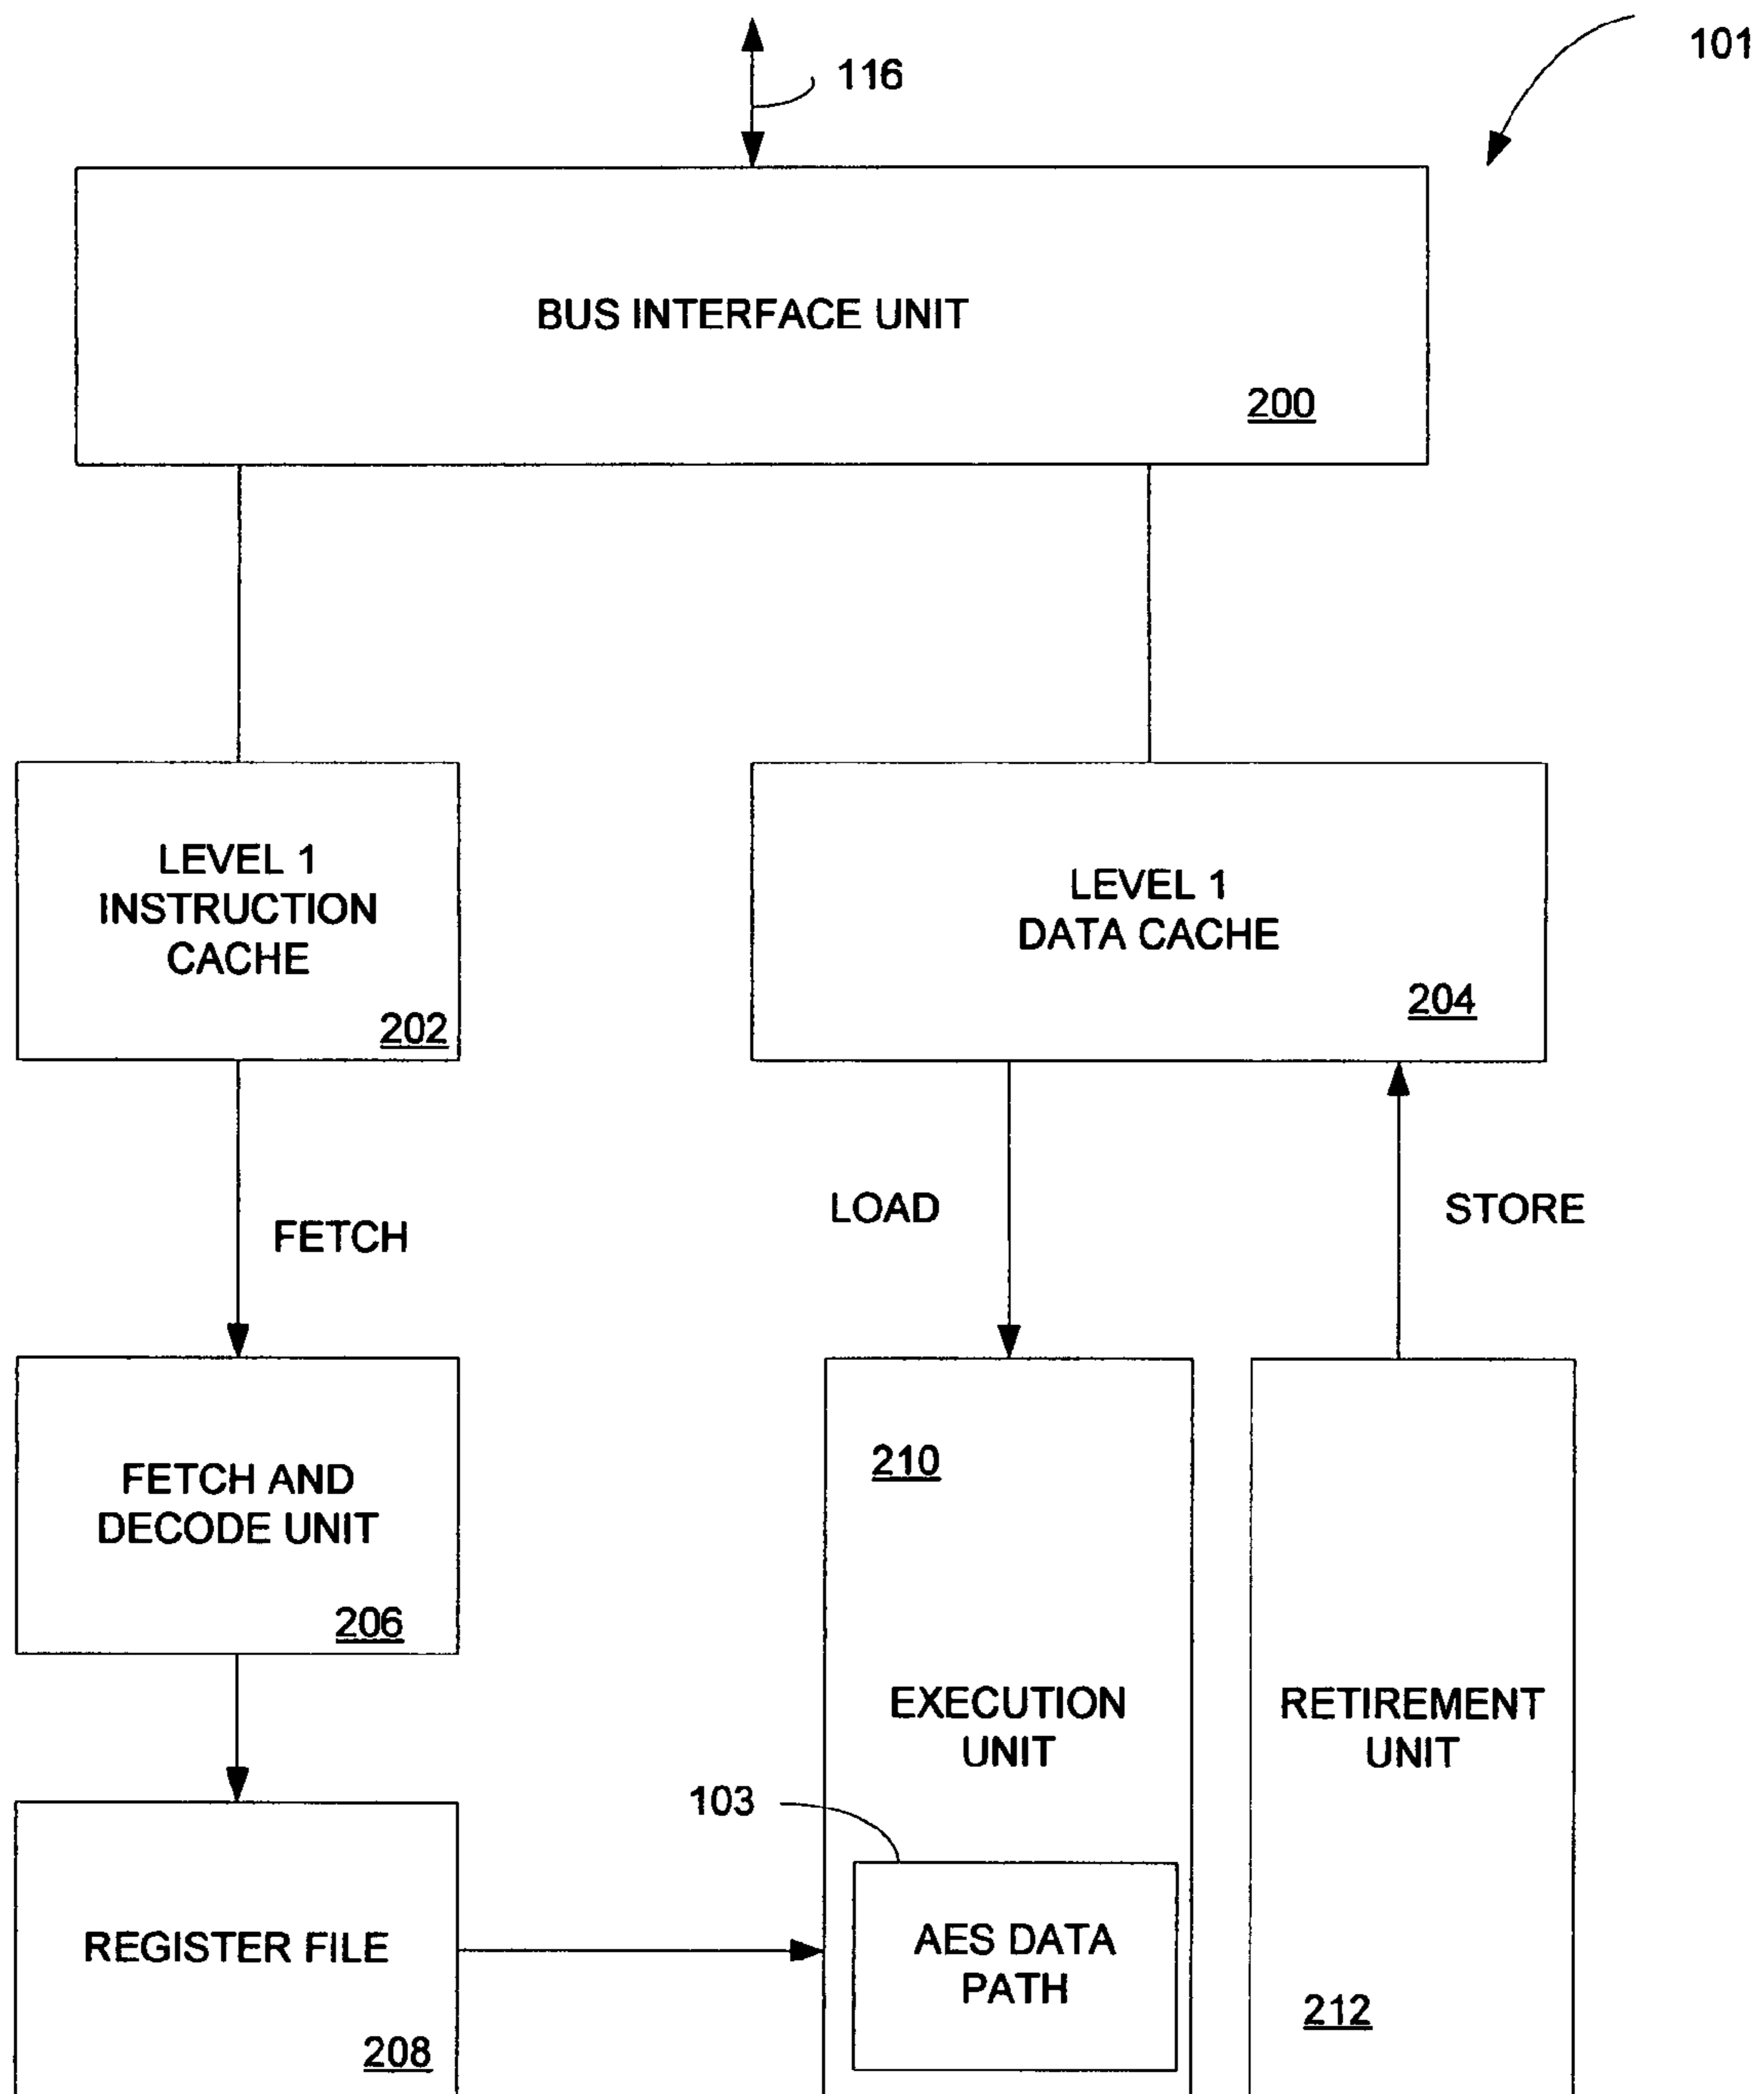 101
116
BUS INTERFACE UNIT
200
LEVEL 1
INSTRUCTION
CACHE
202
LEVEL 1
DATA CACHE
204
FETCH
LOAD
STORE
FETCH AND
DECODE UNIT
206
210
EXECUTION
UNIT
RETIREMENT
UNIT
103
REGISTER FILE
208
AES DATA
PATH
212